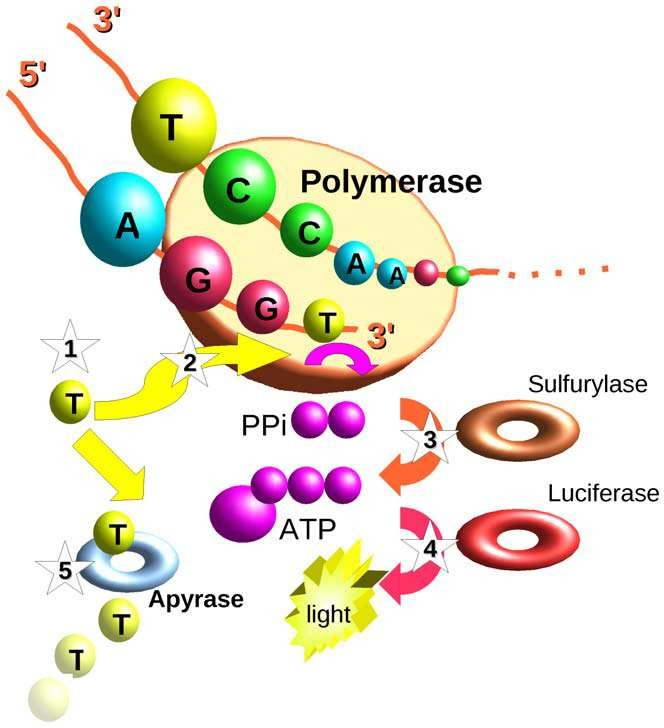 3'
5'
T
C
Polymerase
A
C
A
A
G
G
T
3'
1
2
T
Sulfurylase
PPi
3
Luciferase
ATP
T
4
5
Apyrase
light
T
T